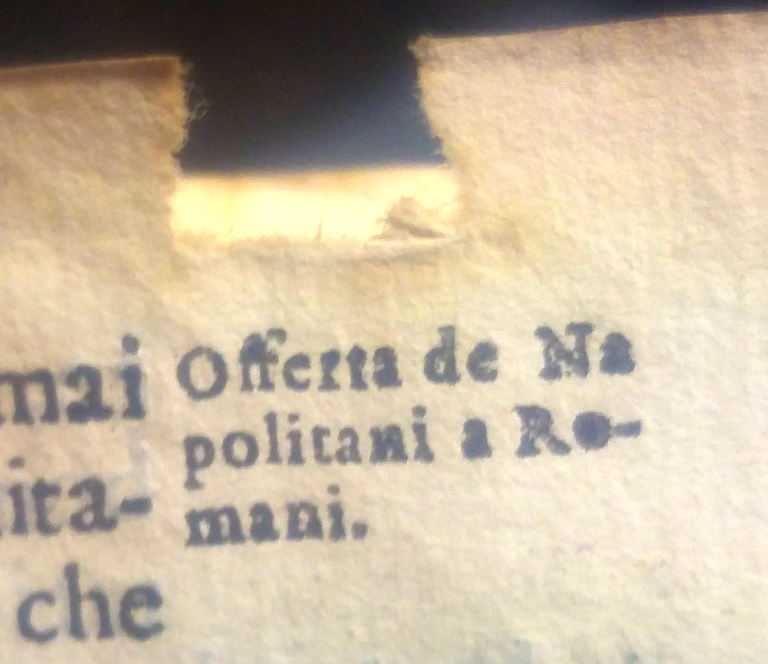 mai
ita-
che
Offerta de Na
politani a Ro-
mani.